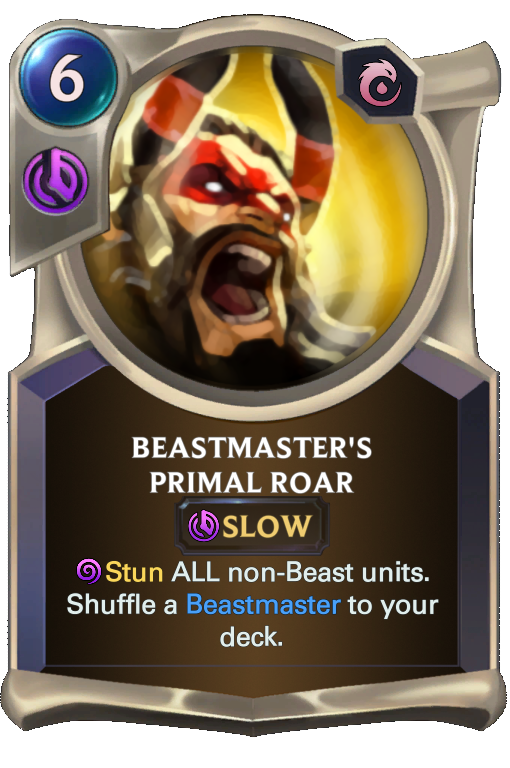 6
BEASTMASTER'S
PRIMAL ROAR
SLOW
Stun ALL non-Beast units.
Shuffle a Beastmaster to your
deck.